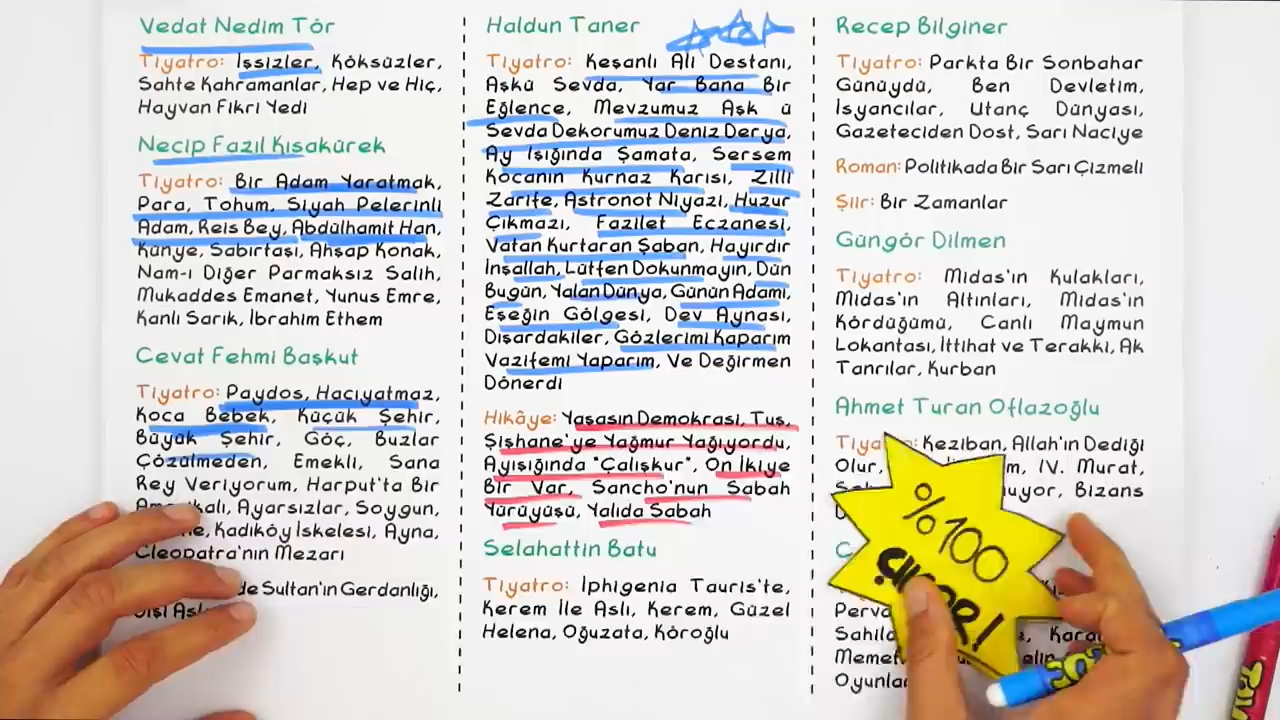 Vedat Nedim Tör
Tiyatro: İşsizler, Köksüzler,
Sahte Kahramanlar, Hep ve Hiç,
Hayvan Fikri Yedi
Necip Fazıl Kısakürek
Tiyatro: Bir Adam Yaratmak,
Para, Tohum, Siyah Pelerinli
Adam, Reis Bey, Abdülhamit Han,
Künye, Sabırtaşı, Ahşap Konak,
Nam-ı Diğer Parmaksız Salih,
Mukaddes Emanet, Yunus Emre,
Kanlı Sarık, İbrahim Ethem
Cevat Fehmi Başkut
Tiyatro: Paydos, Hacıyatmaz,
Koca Bebek, Küçük Şehir,
Büyük Şehir, Göç, Buzlar
Çözülmeden, Emekli, Sana
Rey Veriyorum, Harput'ta Bir
Ayarsızlar, Soygun,
Kadıköy İskelesi, Ayna,
Cleopatra'nın Mezarı
de Sultan'ın Gerdanlığı,
Haldun Taner
Tiyatro: Keşanlı Ali Destanı,
Aşkü Sevda, Yar Bana Bir
Eğlence, Mevzumuz Aşk ü
Sevda Dekorumuz Deniz Derya,
Ay Işığında Şamata, Sersem
Kocanın Kurnaz Karısı, Zilli
Zarife, Astronot Niyazi, Huzur
Çıkmazı, Fazilet Eczanesi,
Vatan Kurtaran Şaban, Hayırdır
İnşallah, Lütfen Dokunmayın, Dün
Bugün, Yalan Dünya, Günün Adamı,
Eşeğin Gölgesi, Dev Aynası,
Dışardakiler, Gözlerimi Kaparım
Vazifemi Yaparım, Ve Değirmen
Dönerdi
Hikâye: Yaşasın Demokrasi, Tuş,
Şişhane'ye Yağmur Yağıyordu,
Ayışığında "Çalışkur", On İkiye
Bir Var, Sancho'nun Sabah
Yürüyüşü, Yalıda Sabah
Selahattin Batu
Tiyatro: İphigenia Tauris'te,
Kerem İle Aslı, Kerem, Güzel
Helena, Oğuzata, Köroğlu
Recep Bilginer
Tiyatro: Parkta Bir Sonbahar
Günüydü, Ben Devletim,
İsyancılar, Utanç Dünyası,
Gazeteciden Dost, Sarı Naciye
Roman: Politikada Bir Sarı Çizmeli
Şiir: Bir Zamanlar
Güngör Dilmen
Tiyatro: Midas'ın Kulakları,
Midas'ın Altınları, Midas'ın
Kördüğümü, Canlı Maymun
Lokantası, İttihat ve Terakki, Ak
Tanrılar, Kurban
Ahmet Turan Oflazoğlu
Keziban, Allah'ın Dediği
Olur, IV. Murat,
Bizans
%100